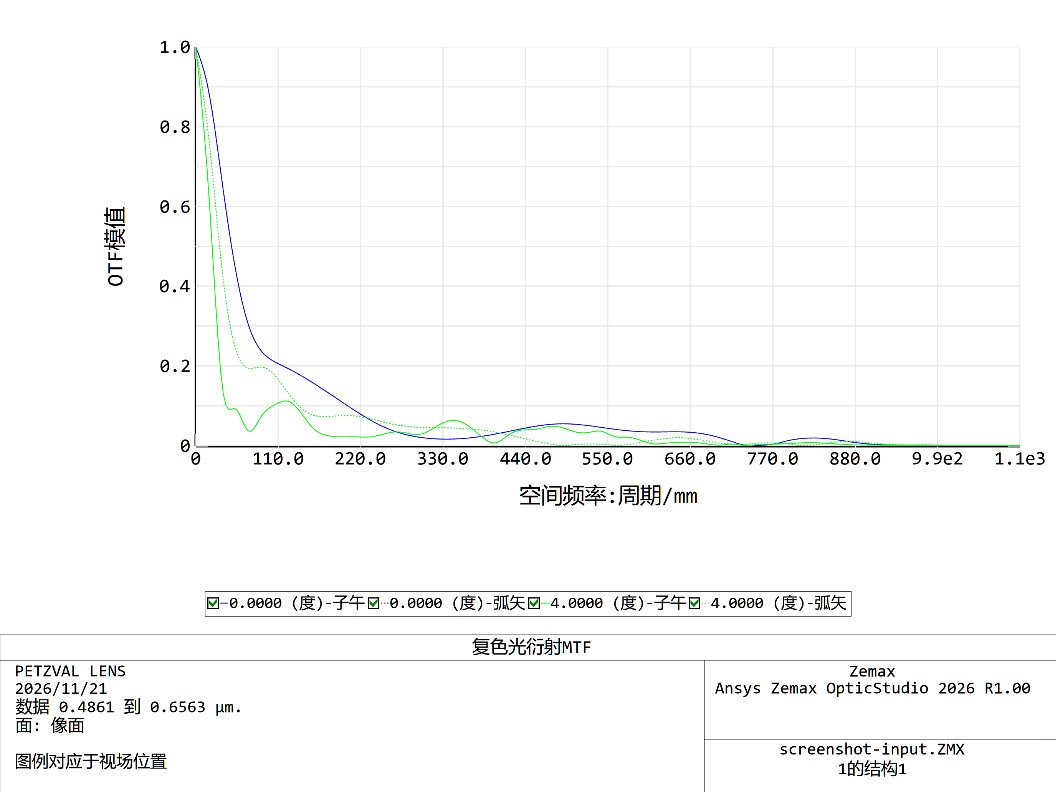 1.0
0.8
0.6
0.4
0.2
0
OTF模值
0 110.0 220.0 330.0 440.0 550.0 660.0 770.0 880.0 9.9e2 1.1e3
空间频率:周期/mm
0.0000 (度)-子午 0.0000 (度)-弧矢 4.0000 (度)-子午 4.0000 (度)-弧矢
复色光衍射MTF
PETZVAL LENS
2026/11/21
数据 0.4861 到 0.6563 µm.
面: 像面
图例对应于视场位置
Zemax
Ansys Zemax OpticStudio 2026 R1.00
screenshot-input.ZMX
1的结构1